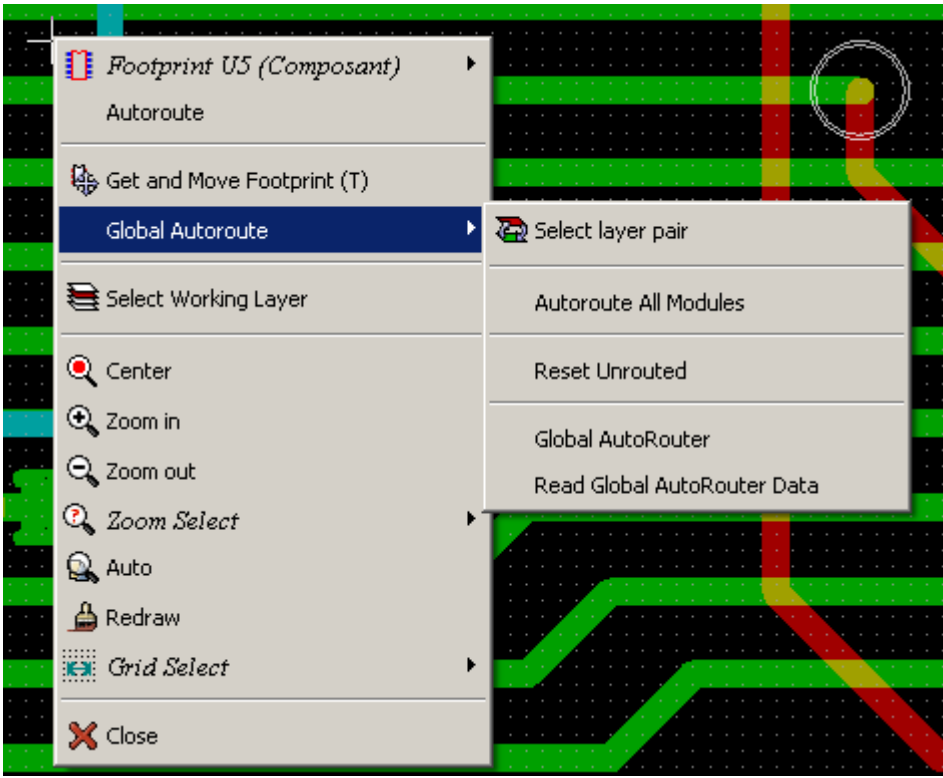 Footprint U5 (Composant)
Autoroute
Get and Move Footprint (T)
Global Autoroute
Select Working Layer
Center
Zoom in
Zoom out
Zoom Select
Auto
Redraw
Grid Select
Close
Select layer pair
Autoroute All Modules
Reset Unrouted
Global AutoRouter
Read Global AutoRouter Data